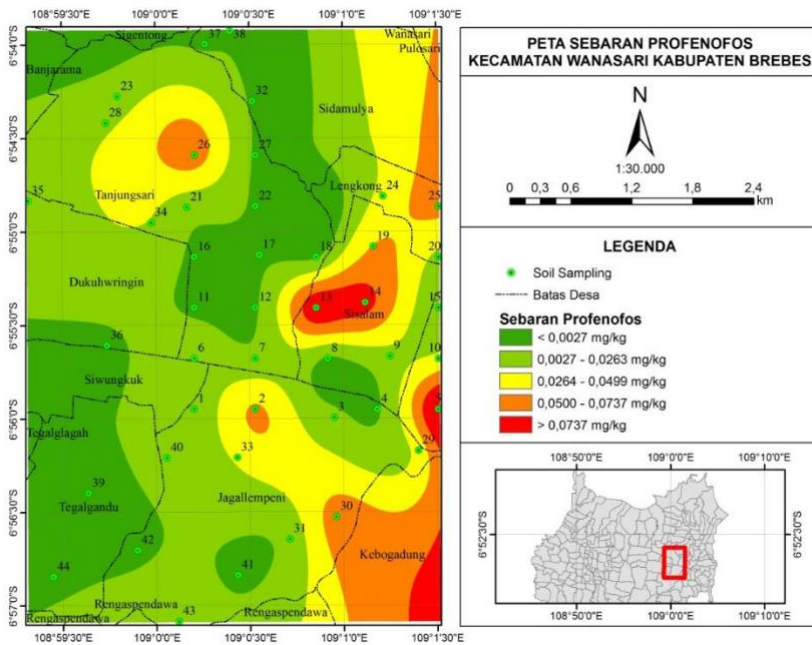 108°59'30"E 109°0'0"E 109°0'30"E 109°1'0"E 109°1'30"E
6°54'0"S
6°54'30"S
6°55'0"S
6°55'30"S
6°56'0"S
6°56'30"S
6°57'0"S
Sigentong 37 38 Wanasari
Pulosari
Banjarama
23 32
28 Sidamulya
26 27
Lengkong 24
35 Tanjungsari 21 22 25
34
19
16 17 18 20
Dukuhwringin
14
11 12 13 15
Sisalam
36
6 7 8 9 10
Siwungkuk
1 2 3 4 5
Tegalglagah
40 33 29
39 Jagallempeni
Tegalgandu 30
31
42 Kebogadung
44 41
Rengaspendawa
Rengaspendawa 43 Rengaspendawa
108°59'30"E 109°0'0"E 109°0'30"E 109°1'0"E 109°1'30"E
PETA SEBARAN PROFENOFOS
KECAMATAN WANASARI KABUPATEN BREBES
N
1:30.000
0 0,3 0,6 1,2 1,8 2,4
km
LEGENDA
Soil Sampling
Batas Desa
Sebaran Profenofos
< 0,0027 mg/kg
0,0027 - 0,0263 mg/kg
0,0264 - 0,0499 mg/kg
0,0500 - 0,0737 mg/kg
> 0,0737 mg/kg
108°50'0"E 109°0'0"E 109°10'0"E
6°52'30"S 6°52'30"S
108°50'0"E 109°0'0"E 109°10'0"E